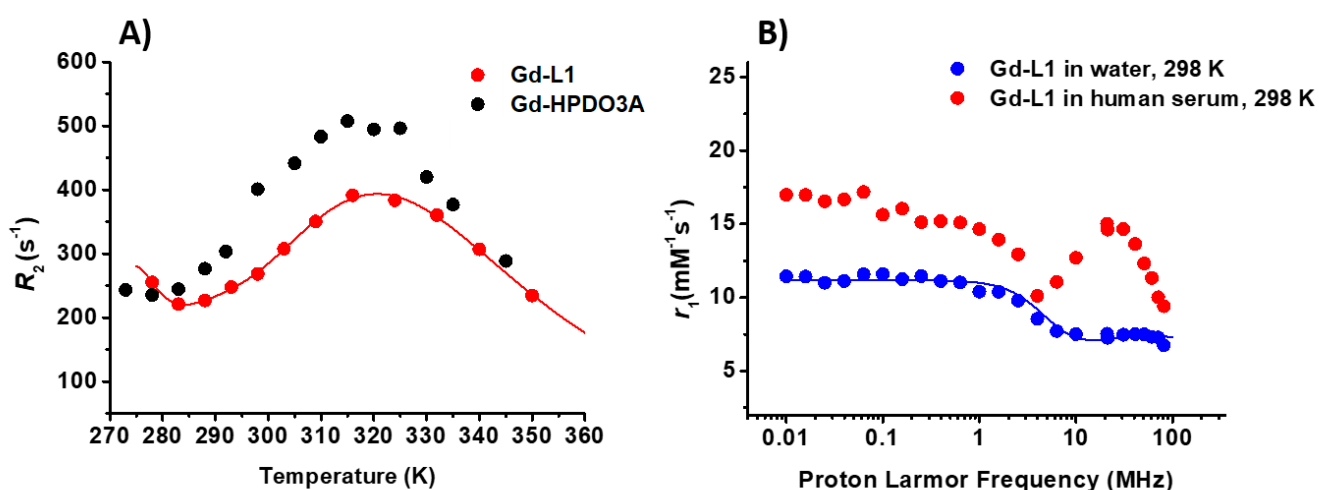 A)
600
500
400
300
200
100
R₂ (s⁻¹)
Gd-L1
Gd-HPDO3A
270 280 290 300 310 320 330 340 350 360
Temperature (K)
B)
25
20
15
10
5
r₁(mM⁻¹s⁻¹)
Gd-L1 in water, 298 K
Gd-L1 in human serum, 298 K
0.01 0.1 1 10 100
Proton Larmor Frequency (MHz)